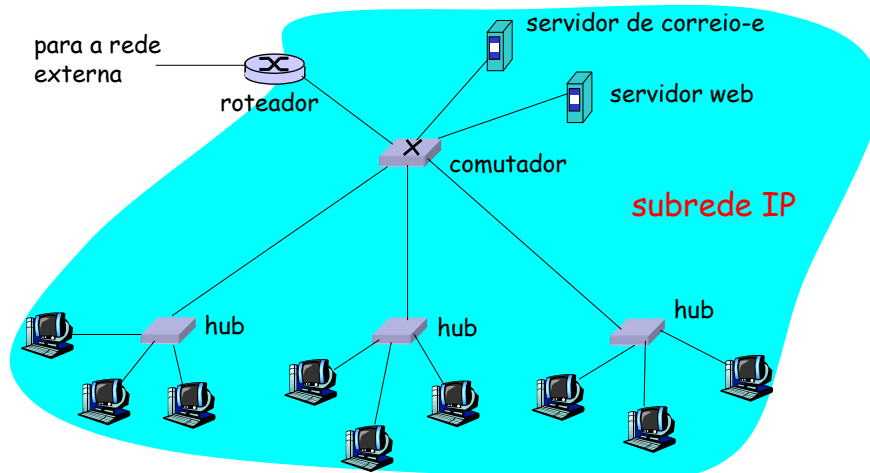 servidor de correio-e
para a rede
externa
servidor web
roteador
comutador
subrede IP
hub
hub
hub